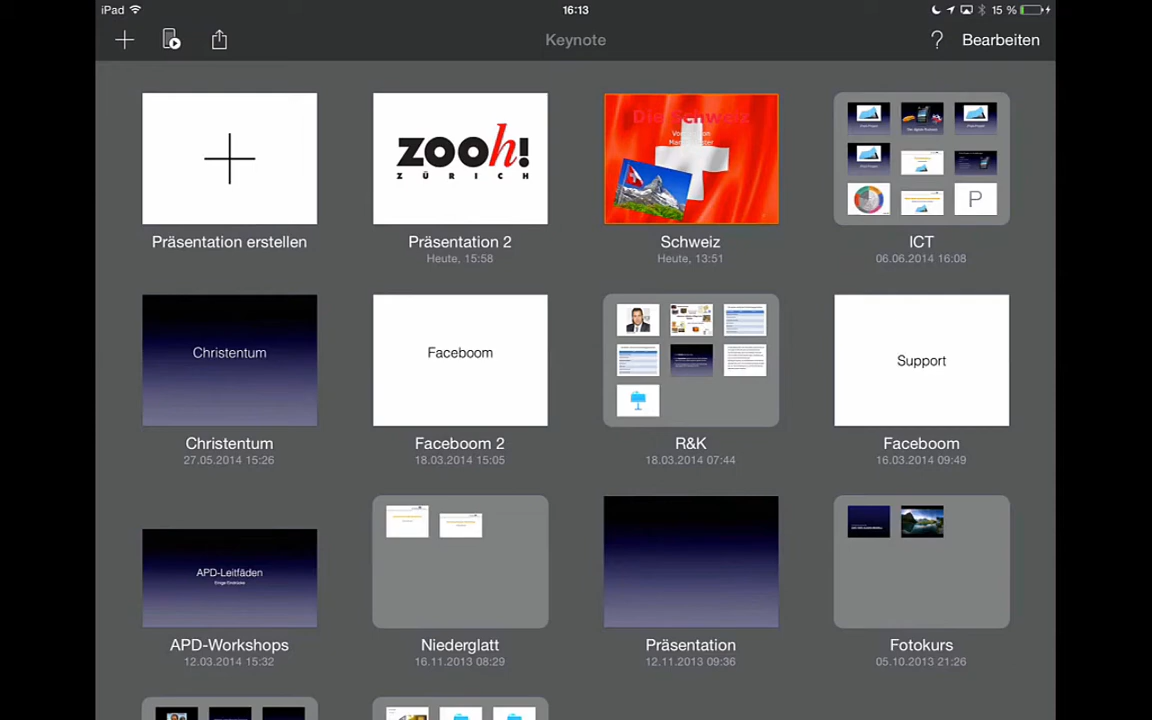 iPad
16:13
15 %
Keynote
?
Bearbeiten
zooh!
ZÜRICH
Die Schweiz
P
Präsentation erstellen
Präsentation 2
Heute, 15:58
Schweiz
Heute, 13:51
ICT
06.06.2014 16:08
Christentum
Faceboom
Support
Christentum
27.05.2014 15:26
Faceboom 2
18.03.2014 15:05
R&K
18.03.2014 07:44
Faceboom
16.03.2014 09:49
APD-Leitfäden
APD-Workshops
12.03.2014 15:32
Niederglatt
16.11.2013 08:29
Präsentation
12.11.2013 09:36
Fotokurs
05.10.2013 21:26